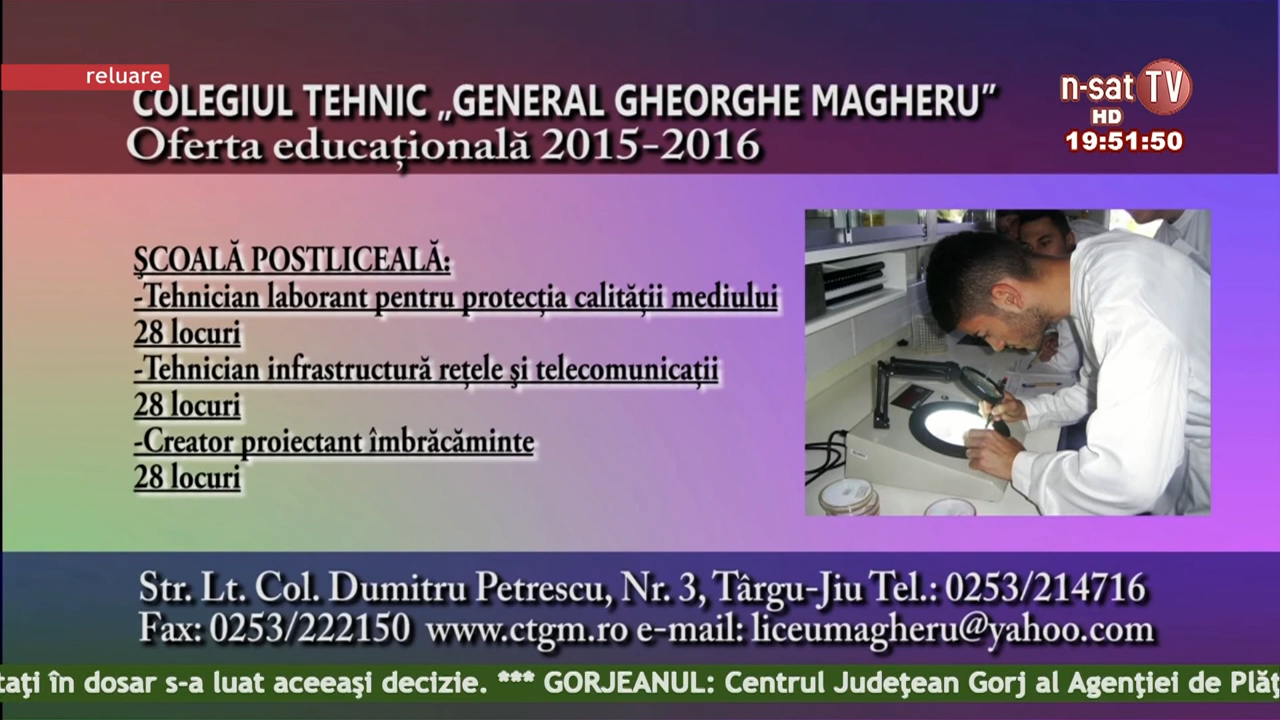 reluare
COLEGIUL TEHNIC „GENERAL GHEORGHE MAGHERU”
Oferta educațională 2015-2016
n-sat TV
HD
19:51:50
ŞCOALĂ POSTLICEALĂ:
-Tehnician laborant pentru protecția calității mediului
28 locuri
-Tehnician infrastructură rețele şi telecomunicații
28 locuri
-Creator proiectant îmbrăcăminte
28 locuri
Str. Lt. Col. Dumitru Petrescu, Nr. 3, Târgu-Jiu Tel.: 0253/214716
Fax: 0253/222150 www.ctgm.ro e-mail: liceumagheru@yahoo.com
taţi în dosar s-a luat aceeaşi decizie. *** GORJEANUL: Centrul Judeţean Gorj al Agenţiei de Plăţ